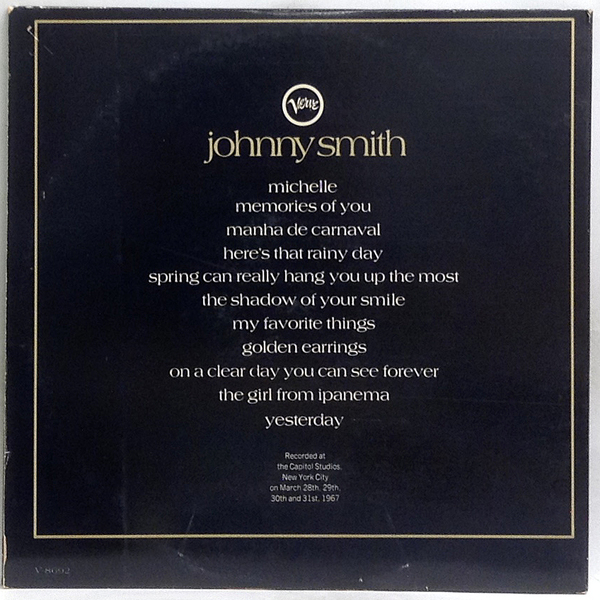 Verve
johnny smith
michelle
memories of you
manha de carnaval
here's that rainy day
spring can really hang you up the most
the shadow of your smile
my favorite things
golden earrings
on a clear day you can see forever
the girl from ipanema
yesterday
Recorded at
the Capitol Studios.
New York City
on March 28th, 29th,
30th and 31st, 1967
V-8692